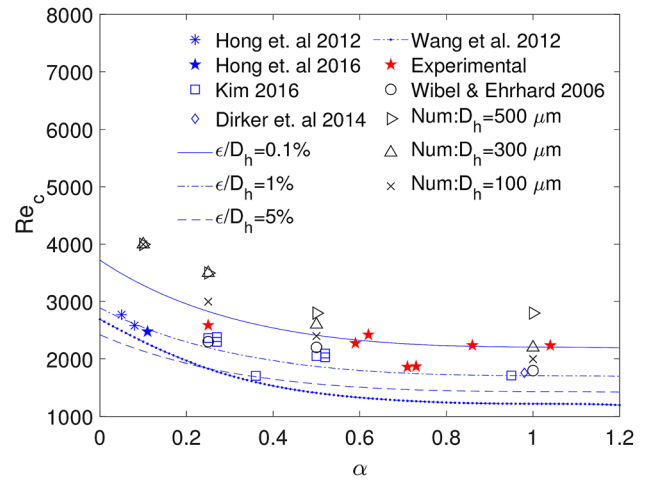 8000
7000
6000
5000
4000
3000
2000
1000
Re_c
Hong et. al 2012
Hong et. al 2016
Kim 2016
Dirker et. al 2014
ϵ/D_h=0.1%
ϵ/D_h=1%
ϵ/D_h=5%
Wang et al. 2012
Experimental
Wibel & Ehrhard 2006
Num:D_h=500 μm
Num:D_h=300 μm
Num:D_h=100 μm
0 0.2 0.4 0.6 0.8 1 1.2
α